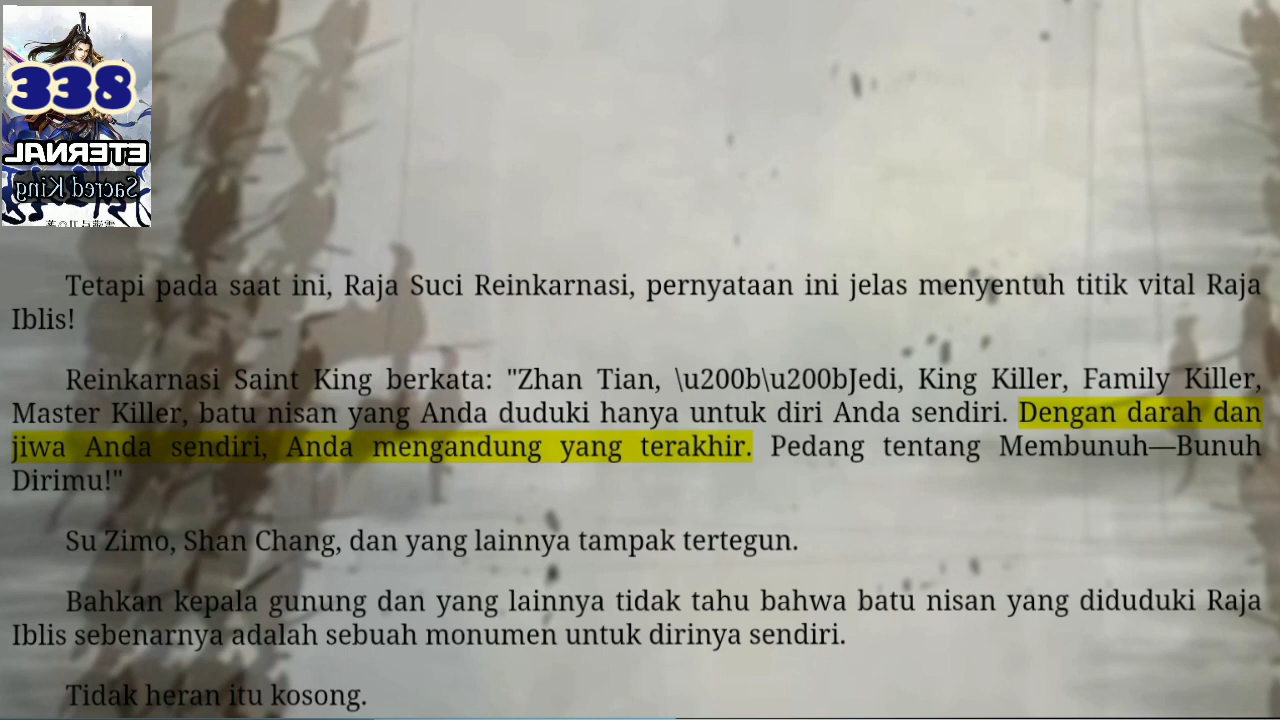 338
ETERNAL
Sacred King
Tetapi pada saat ini, Raja Suci Reinkarnasi, pernyataan ini jelas menyentuh titik vital Raja
Iblis!
Reinkarnasi Saint King berkata: "Zhan Tian, \u200b\u200bJedi, King Killer, Family Killer,
Master Killer, batu nisan yang Anda duduki hanya untuk diri Anda sendiri. Dengan darah dan
jiwa Anda sendiri, Anda mengandung yang terakhir. Pedang tentang Membunuh—Bunuh
Dirimu!"
Su Zimo, Shan Chang, dan yang lainnya tampak tertegun.
Bahkan kepala gunung dan yang lainnya tidak tahu bahwa batu nisan yang diduduki Raja
Iblis sebenarnya adalah sebuah monumen untuk dirinya sendiri.
Tidak heran itu kosong.